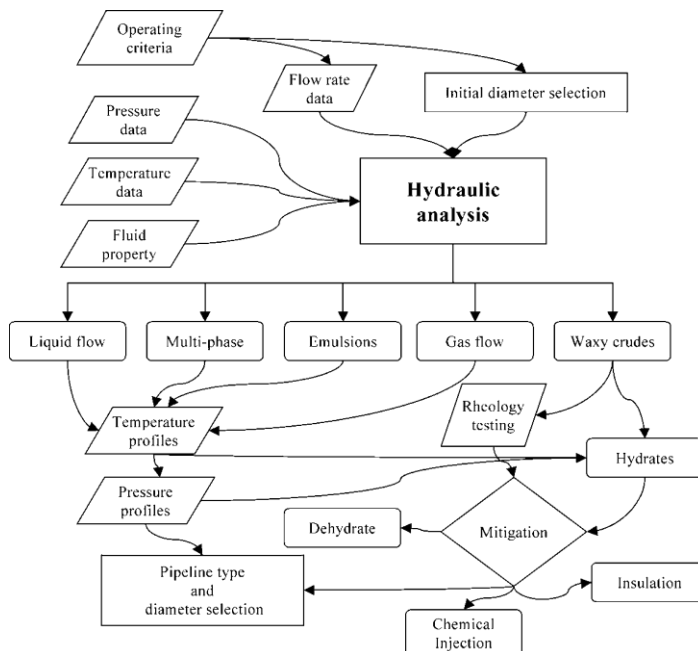 Operating
criteria
Flow rate
data
Initial diameter selection
Pressure
data
Temperature
data
Fluid
property
Hydraulic
analysis
Liquid flow
Multi-phase
Emulsions
Gas flow
Waxy crudes
Temperature
profiles
Rheology
testing
Hydrates
Pressure
profiles
Dehydrate
Mitigation
Pipeline type
and
diameter selection
Insulation
Chemical
Injection